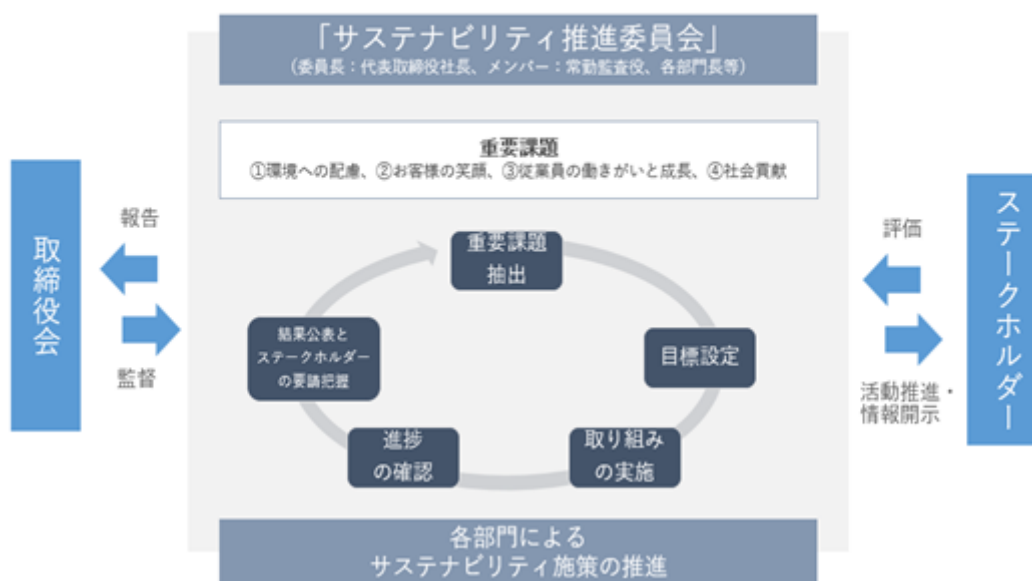 「サステナビリティ推進委員会」
(委員長：代表取締役社長、メンバー：常勤監査役、各部門長等)
重要課題
①環境への配慮、②お客様の笑顔、③従業員の働きがいと成長、④社会貢献
取締役会
報告
監督
重要課題
抽出
目標設定
取り組み
の実施
進捗
の確認
結果公表と
ステークホルダー
の要請把握
評価
活動推進・
情報開示
ステークホルダー
各部門による
サステナビリティ施策の推進